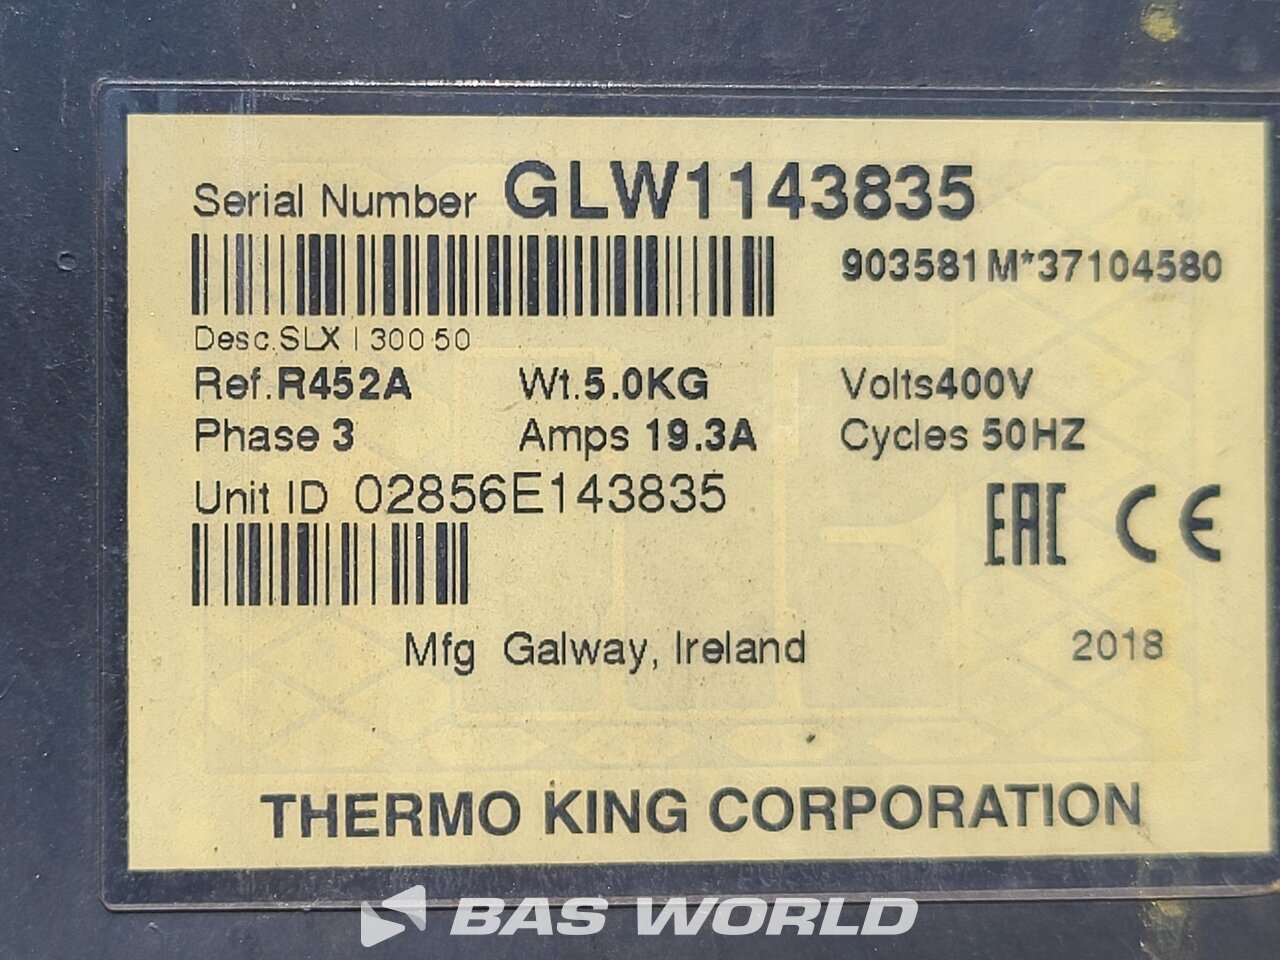 Serial Number GLW1143835
903581M*37104580
Desc.SLX I 300-50
Ref.R452A Wt.5.0KG Volts400V
Phase 3 Amps 19.3A Cycles 50HZ
Unit ID 02856E143835
EAC CE
Mfg Galway, Ireland 2018
THERMO KING CORPORATION
BAS WORLD